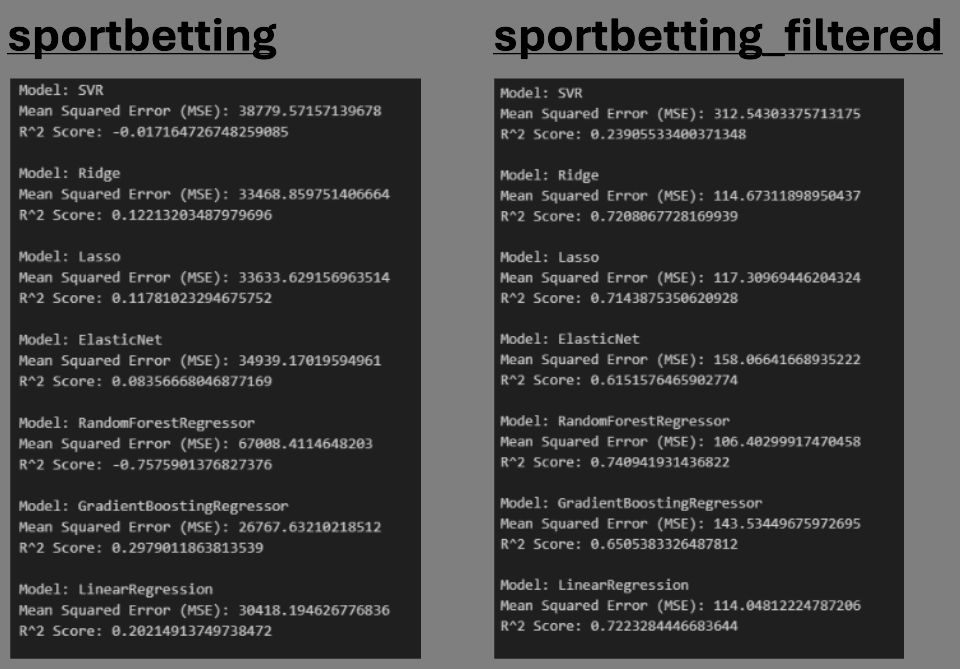 sportbetting
Model: SVR
Mean Squared Error (MSE): 38779.57157139678
R^2 Score: -0.017164726748259085
Model: Ridge
Mean Squared Error (MSE): 33468.859751406664
R^2 Score: 0.12213203487979696
Model: Lasso
Mean Squared Error (MSE): 33633.629156963514
R^2 Score: 0.11781023294675752
Model: ElasticNet
Mean Squared Error (MSE): 34939.17019594961
R^2 Score: 0.08356668046877169
Model: RandomForestRegressor
Mean Squared Error (MSE): 67008.4114648203
R^2 Score: -0.7575901376827376
Model: GradientBoostingRegressor
Mean Squared Error (MSE): 26767.63210218512
R^2 Score: 0.2979011863813539
Model: LinearRegression
Mean Squared Error (MSE): 30418.194626776836
R^2 Score: 0.20214913749738472
sportbetting_filtered
Model: SVR
Mean Squared Error (MSE): 312.54303375713175
R^2 Score: 0.23905533400371348
Model: Ridge
Mean Squared Error (MSE): 114.67311898950437
R^2 Score: 0.7208067728169939
Model: Lasso
Mean Squared Error (MSE): 117.30969446204324
R^2 Score: 0.7143875350620928
Model: ElasticNet
Mean Squared Error (MSE): 158.06641668935222
R^2 Score: 0.6151576465902774
Model: RandomForestRegressor
Mean Squared Error (MSE): 106.40299917470458
R^2 Score: 0.740941931436822
Model: GradientBoostingRegressor
Mean Squared Error (MSE): 143.53449675972695
R^2 Score: 0.6505383326487812
Model: LinearRegression
Mean Squared Error (MSE): 114.04812224787206
R^2 Score: 0.7223284446683644